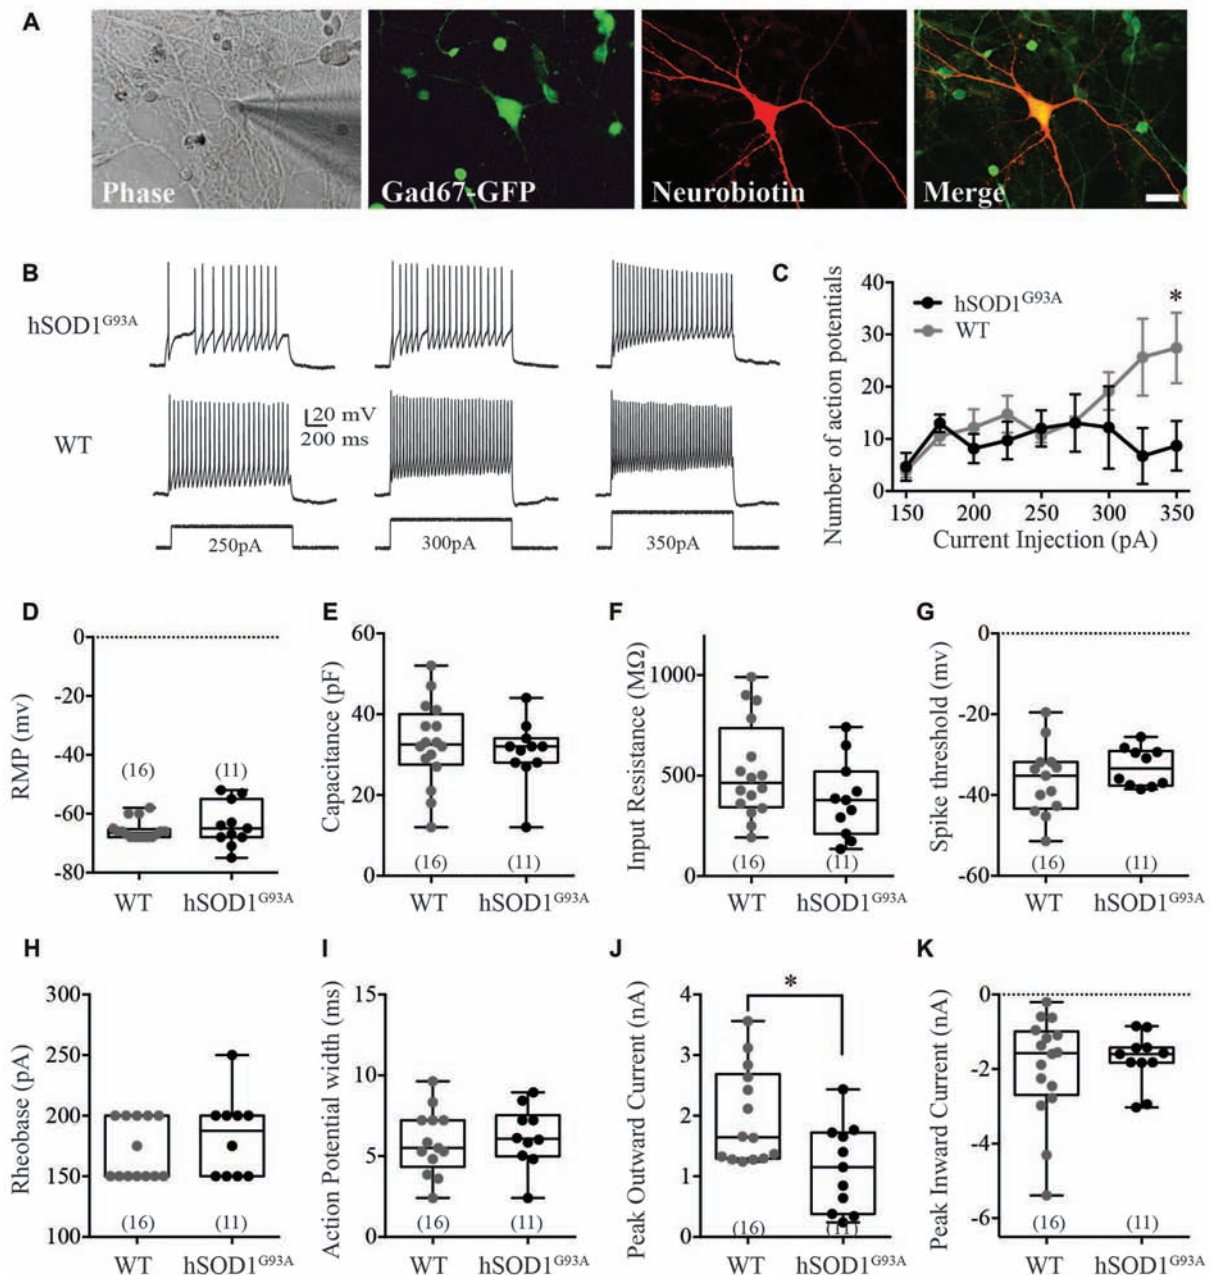 A
Phase
Gad67-GFP
Neurobiotin
Merge
B
hSOD1G93A
WT
20 mV
200 ms
250pA
300pA
350pA
C
Number of action potentials
40
30
20
10
0
hSOD1G93A
WT
*
150
200
250
300
350
Current Injection (pA)
D
RMP (mv)
0
-20
-40
-60
-80
(16)
(11)
WT
hSOD1G93A
E
Capacitance (pF)
60
40
20
0
(16)
(11)
WT
hSOD1G93A
F
Input Resistance (MΩ)
1000
500
0
(16)
(11)
WT
hSOD1G93A
G
Spike threshold (mv)
0
-20
-40
-60
(16)
(11)
WT
hSOD1G93A
H
Rheobase (pA)
300
250
200
150
100
(16)
(11)
WT
hSOD1G93A
I
Action Potential width (ms)
15
10
5
0
(16)
(11)
WT
hSOD1G93A
J
Peak Outward Current (nA)
4
3
2
1
0
*
(16)
(11)
WT
hSOD1G93A
K
Peak Inward Current (nA)
0
-2
-4
-6
(16)
(11)
WT
hSOD1G93A